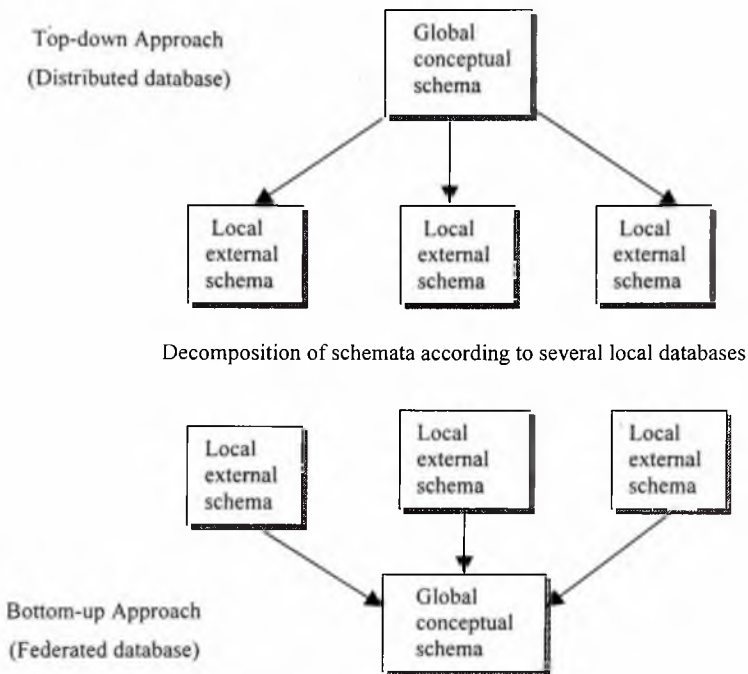 Top-down Approach
(Distributed database)
Global
conceptual
schema
Local
external
schema
Local
external
schema
Local
external
schema
Decomposition of schemata according to several local databases
Local
external
schema
Local
external
schema
Local
external
schema
Bottom-up Approach
(Federated database)
Global
conceptual
schema